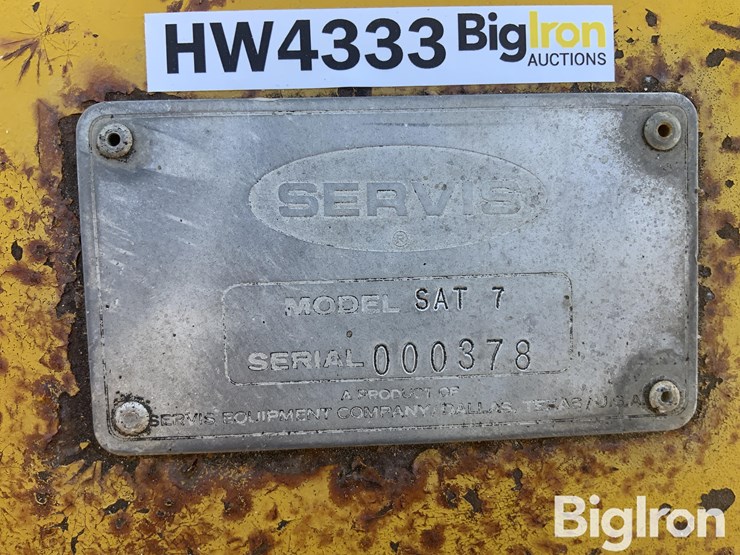 HW4333 BigIron
AUCTIONS
SERVIS
®
MODEL SAT 7
SERIAL 000378
A PRODUCT OF
SERVIS EQUIPMENT COMPANY, DALLAS, TEXAS / U.S.A.
BigIron